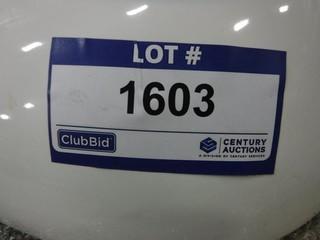 LOT #
1603
ClubBid
CENTURY
AUCTIONS
A DIVISION OF CENTURY SERVICES